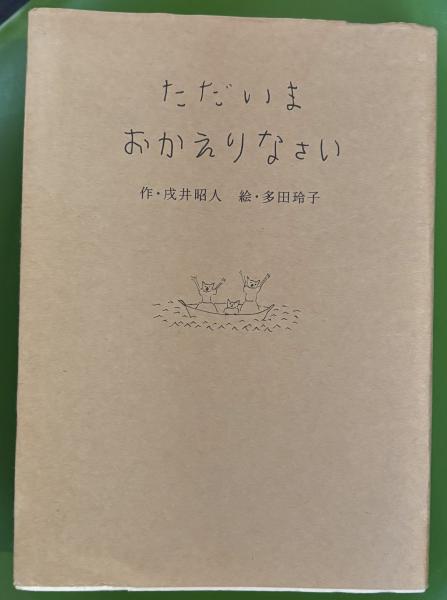 ただいま
おかえりなさい
作・戌井昭人 絵・多田玲子